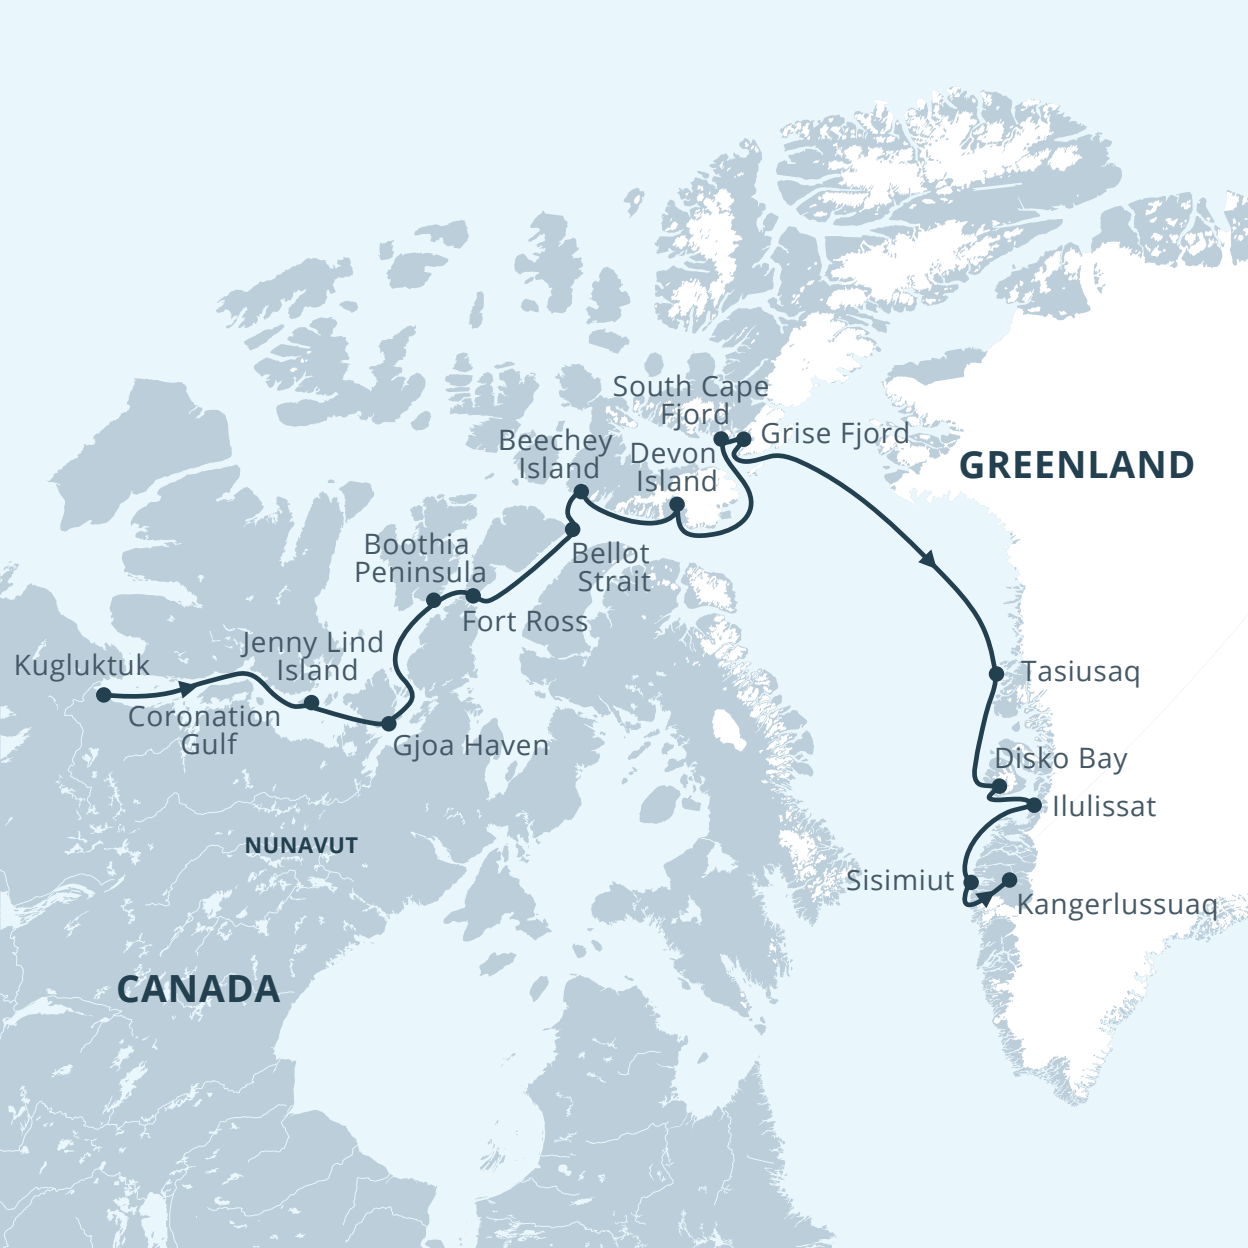 South Cape
Fjord
Grise Fjord
Beechey
Island
Devon
Island
GREENLAND
Boothia
Peninsula
Bellot
Strait
Fort Ross
Jenny Lind
Island
Kugluktuk
Coronation
Gulf
Gjoa Haven
Tasiusaq
Disko Bay
Ilulissat
NUNAVUT
Sisimiut
Kangerlussuaq
CANADA